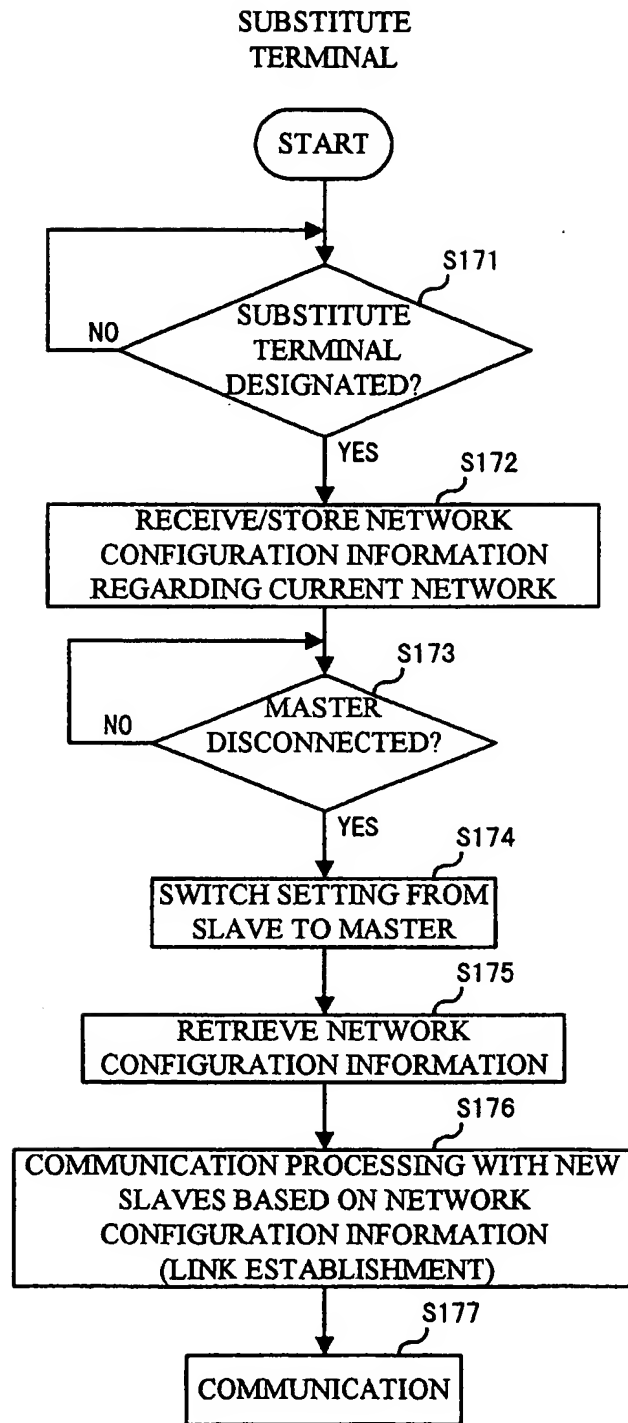 SUBSTITUTE
TERMINAL
START
S171
SUBSTITUTE
TERMINAL
DESIGNATED?
NO
YES
S172
RECEIVE/STORE NETWORK
CONFIGURATION INFORMATION
REGARDING CURRENT NETWORK
S173
MASTER
DISCONNECTED?
NO
YES
S174
SWITCH SETTING FROM
SLAVE TO MASTER
S175
RETRIEVE NETWORK
CONFIGURATION INFORMATION
S176
COMMUNICATION PROCESSING WITH NEW
SLAVES BASED ON NETWORK
CONFIGURATION INFORMATION
(LINK ESTABLISHMENT)
S177
COMMUNICATION